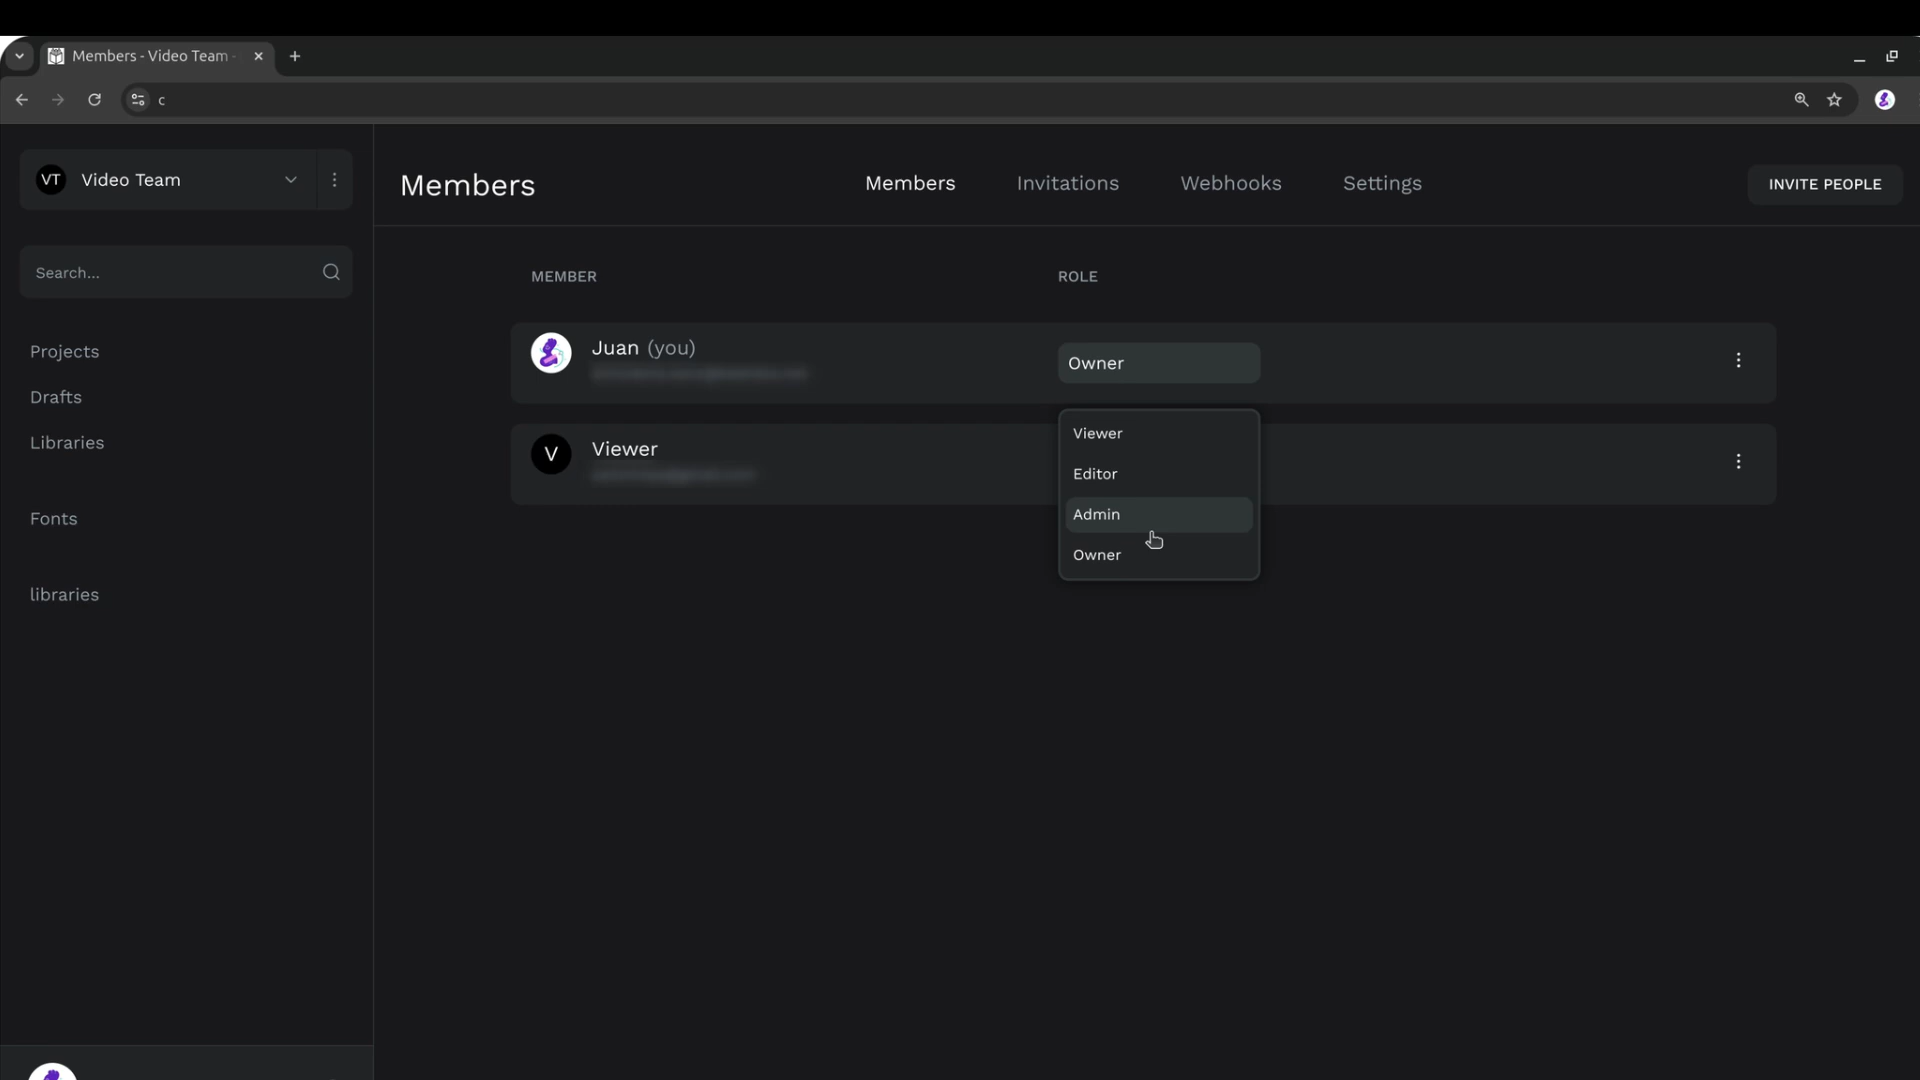 Members - Video Team -
c
VT Video Team
Members
Members Invitations Webhooks Settings
INVITE PEOPLE
Search...
MEMBER ROLE
Projects
Juan (you)
Owner
Drafts
Viewer
Libraries
V Viewer
Editor
Fonts
Admin
Owner
libraries